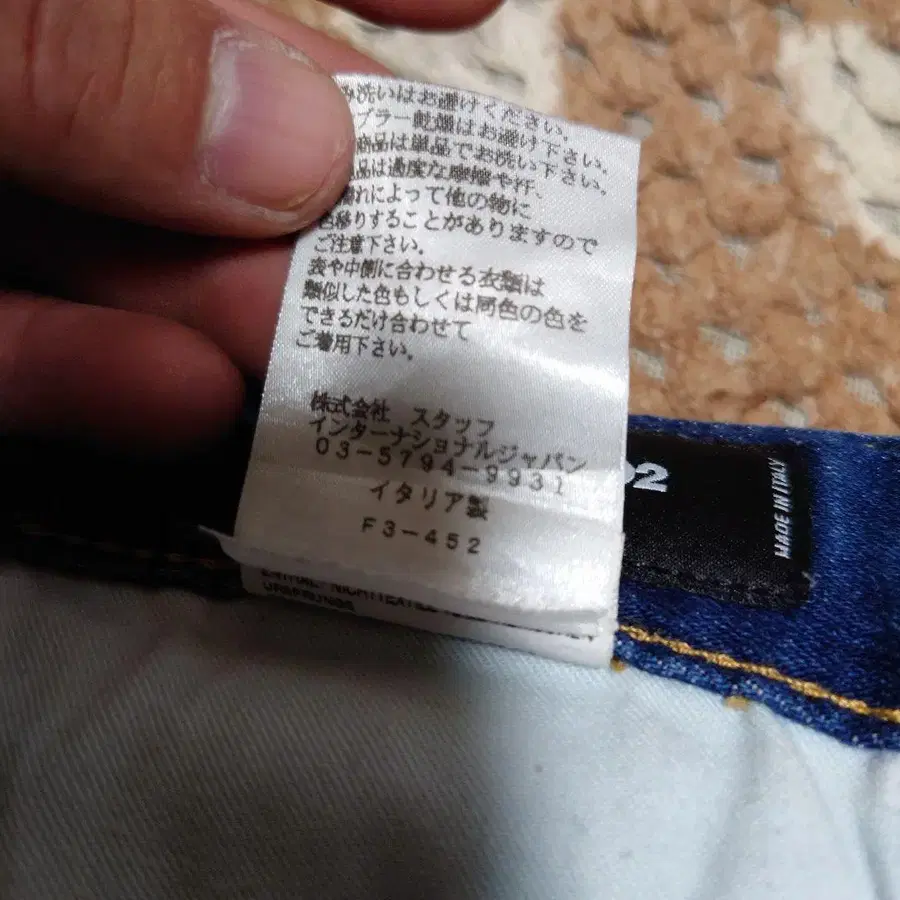 み洗いはお避けください。
ブラー乾燥はお避け下さい。
商品は単品でお洗い下さい。
品は過度な摩擦や汗、
濡れによって他の物に
色移りすることがありますので
ご注意下さい。
表や中側に合わせる衣類は
類似した色もしくは同色の色を
できるだけ合わせて
ご着用下さい。
株式会社 スタッフ
インターナショナルジャパン
03-5794-9931
イタリア製
F3-452
2
MADE IN ITALY
NICHTTEXTILE
URSPRUNGS